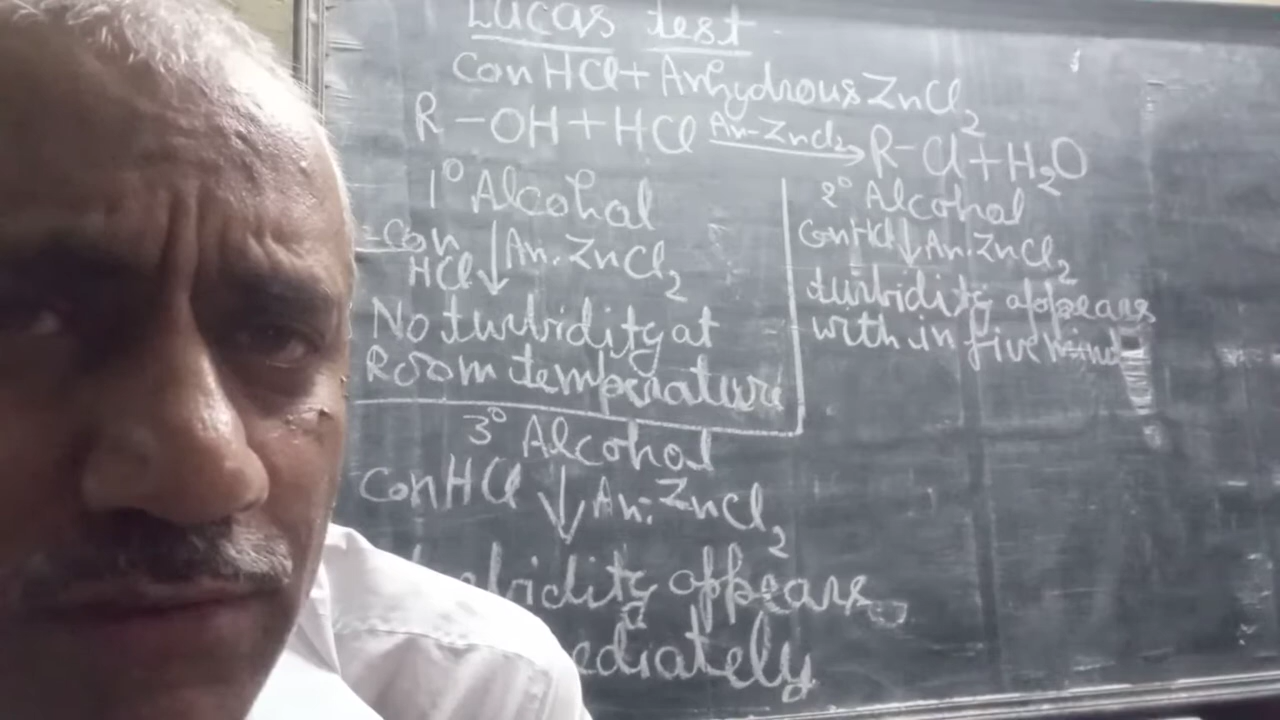 Lucas test
Con HCl + Anhydrous ZnCl2
R-OH + HCl An-ZnCl2 R-Cl + H2O
1° Alcohol
Con HCl An. ZnCl2
No turbidity at
Room temperature
2° Alcohol
Con HCl An. ZnCl2
turbidity appears
with in five
3° Alcohol
Con HCl An. ZnCl2
appears